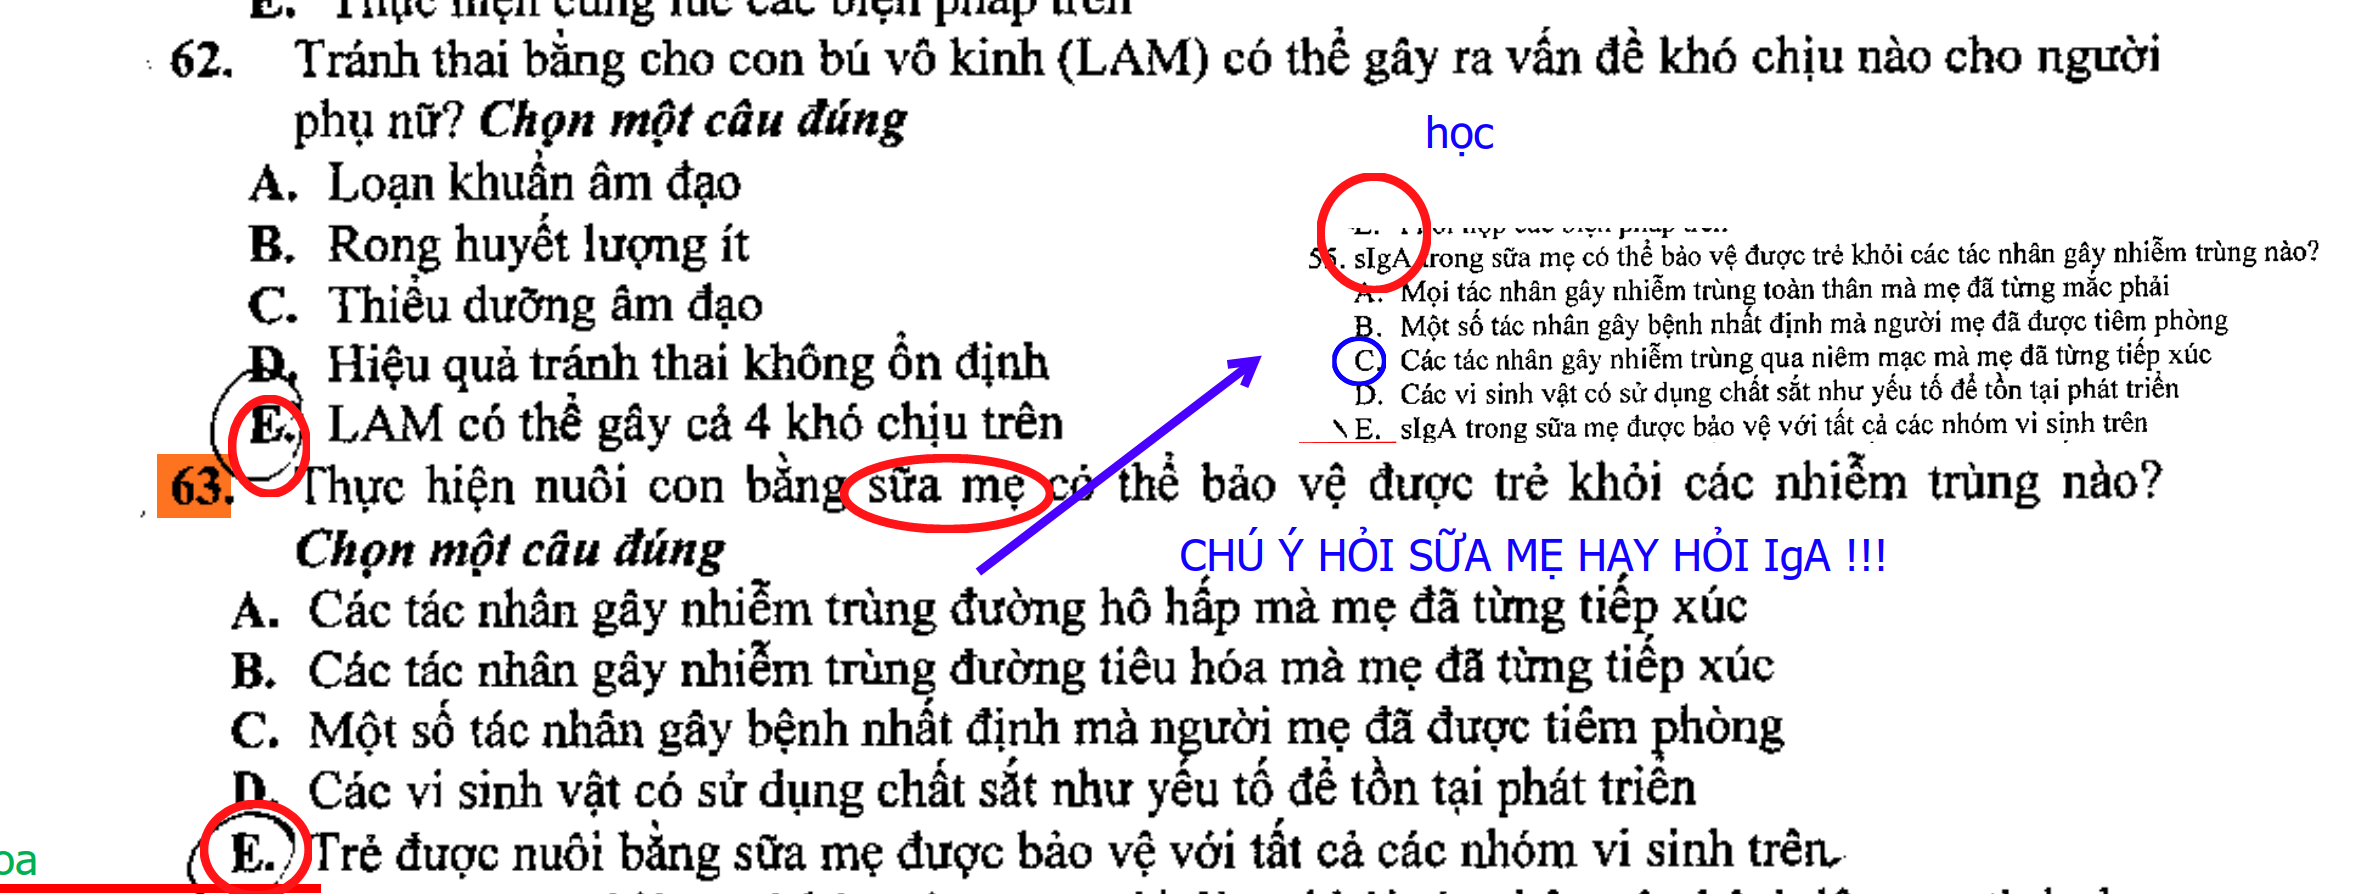 E. Thực hiện cùng lúc các biện pháp trên
62. Tránh thai bằng cho con bú vô kinh (LAM) có thể gây ra vấn đề khó chịu nào cho người
phụ nữ? Chọn một câu đúng
A. Loạn khuẩn âm đạo
B. Rong huyết lượng ít
C. Thiểu dưỡng âm đạo
D. Hiệu quả tránh thai không ổn định
E. LAM có thể gây cả 4 khó chịu trên
học
55. sIgA trong sữa mẹ có thể bảo vệ được trẻ khỏi các tác nhân gây nhiễm trùng nào?
A. Mọi tác nhân gây nhiễm trùng toàn thân mà mẹ đã từng mắc phải
B. Một số tác nhân gây bệnh nhất định mà người mẹ đã được tiêm phòng
C. Các tác nhân gây nhiễm trùng qua niêm mạc mà mẹ đã từng tiếp xúc
D. Các vi sinh vật có sử dụng chất sắt như yếu tố để tồn tại phát triển
E. sIgA trong sữa mẹ được bảo vệ với tất cả các nhóm vi sinh trên
63. Thực hiện nuôi con bằng sữa mẹ có thể bảo vệ được trẻ khỏi các nhiễm trùng nào?
Chọn một câu đúng
CHÚ Ý HỎI SỮA MẸ HAY HỎI IgA !!!
A. Các tác nhân gây nhiễm trùng đường hô hấp mà mẹ đã từng tiếp xúc
B. Các tác nhân gây nhiễm trùng đường tiêu hóa mà mẹ đã từng tiếp xúc
C. Một số tác nhân gây bệnh nhất định mà người mẹ đã được tiêm phòng
D. Các vi sinh vật có sử dụng chất sắt như yếu tố để tồn tại phát triển
E. Trẻ được nuôi bằng sữa mẹ được bảo vệ với tất cả các nhóm vi sinh trên
oa